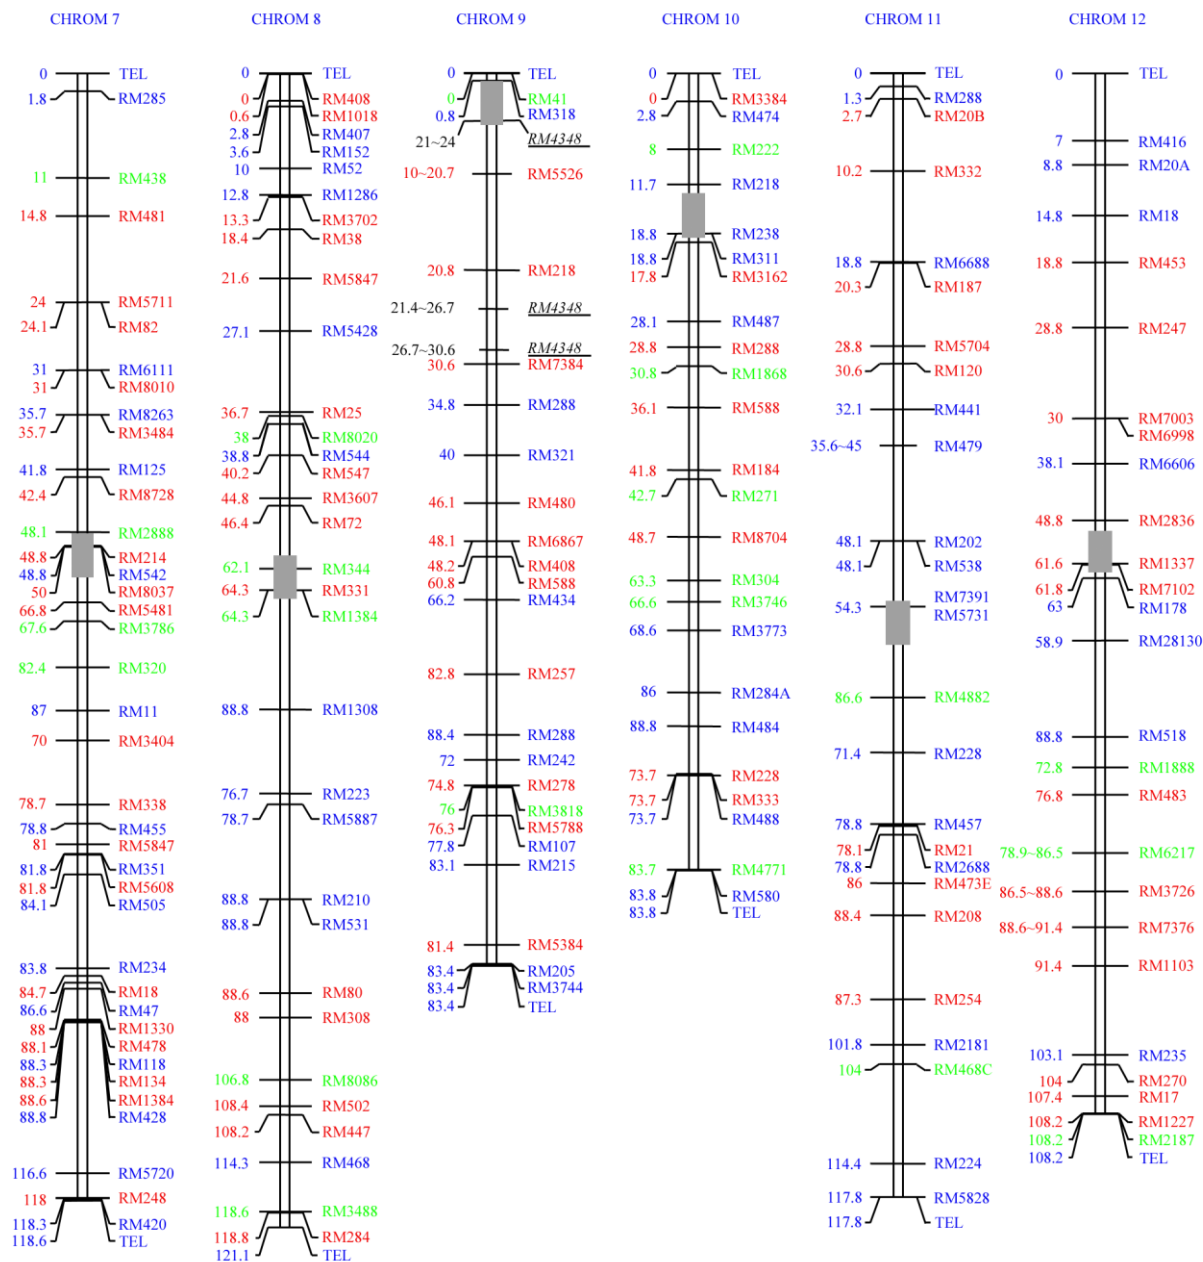 CHROM 7
0 TEL
1.8 RM285
11 RM438
14.8 RM481
24 RM5711
24.1 RM82
31 RM6111
31 RM8010
35.7 RM8263
35.7 RM3484
41.8 RM125
42.4 RM8728
48.1 RM2888
48.8 RM214
48.8 RM542
50 RM8037
66.8 RM5481
67.6 RM3786
82.4 RM320
87 RM11
70 RM3404
78.7 RM338
78.8 RM455
81 RM5847
81.8 RM351
81.8 RM5608
84.1 RM505
83.8 RM234
84.7 RM18
86.6 RM47
88 RM1330
88.1 RM478
88.3 RM118
88.3 RM134
88.6 RM1384
88.8 RM428
116.6 RM5720
118 RM248
118.3 RM420
118.6 TEL
CHROM 8
0 TEL
0 RM408
0.6 RM1018
2.8 RM407
3.6 RM152
10 RM52
12.8 RM1286
13.3 RM3702
18.4 RM38
21.6 RM5847
27.1 RM5428
36.7 RM25
38 RM8020
38.8 RM544
40.2 RM547
44.8 RM3607
46.4 RM72
62.1 RM344
64.3 RM331
64.3 RM1384
88.8 RM1308
76.7 RM223
78.7 RM5887
88.8 RM210
88.8 RM531
88.6 RM80
88 RM308
106.8 RM8086
108.4 RM502
108.2 RM447
114.3 RM468
118.6 RM3488
118.8 RM284
121.1 TEL
CHROM 9
0 TEL
0 RM41
0.8 RM318
21~24 RM4348
10~20.7 RM5526
20.8 RM218
21.4~26.7 RM4348
26.7~30.6 RM4348
30.6 RM7384
34.8 RM288
40 RM321
46.1 RM480
48.1 RM6867
48.2 RM408
60.8 RM588
66.2 RM434
82.8 RM257
88.4 RM288
72 RM242
74.8 RM278
76 RM3818
76.3 RM5788
77.8 RM107
83.1 RM215
81.4 RM5384
83.4 RM205
83.4 RM3744
83.4 TEL
CHROM 10
0 TEL
0 RM3384
2.8 RM474
8 RM222
11.7 RM218
18.8 RM238
18.8 RM311
17.8 RM3162
28.1 RM487
28.8 RM288
30.8 RM1868
36.1 RM588
41.8 RM184
42.7 RM271
48.7 RM8704
63.3 RM304
66.6 RM3746
68.6 RM3773
86 RM284A
88.8 RM484
73.7 RM228
73.7 RM333
73.7 RM488
83.7 RM4771
83.8 RM580
83.8 TEL
CHROM 11
0 TEL
1.3 RM288
2.7 RM20B
10.2 RM332
18.8 RM6688
20.3 RM187
28.8 RM5704
30.6 RM120
32.1 RM441
35.6~45 RM479
48.1 RM202
48.1 RM538
RM7391
54.3 RM5731
86.6 RM4882
71.4 RM228
78.8 RM457
78.1 RM21
78.8 RM2688
86 RM473E
88.4 RM208
87.3 RM254
101.8 RM2181
104 RM468C
114.4 RM224
117.8 RM5828
117.8 TEL
CHROM 12
0 TEL
7 RM416
8.8 RM20A
14.8 RM18
18.8 RM453
28.8 RM247
30 RM7003
RM6998
38.1 RM6606
48.8 RM2836
61.6 RM1337
61.8 RM7102
63 RM178
58.9 RM28130
88.8 RM518
72.8 RM1888
76.8 RM483
78.9~86.5 RM6217
86.5~88.6 RM3726
88.6~91.4 RM7376
91.4 RM1103
103.1 RM235
104 RM270
107.4 RM17
108.2 RM1227
108.2 RM2187
108.2 TEL